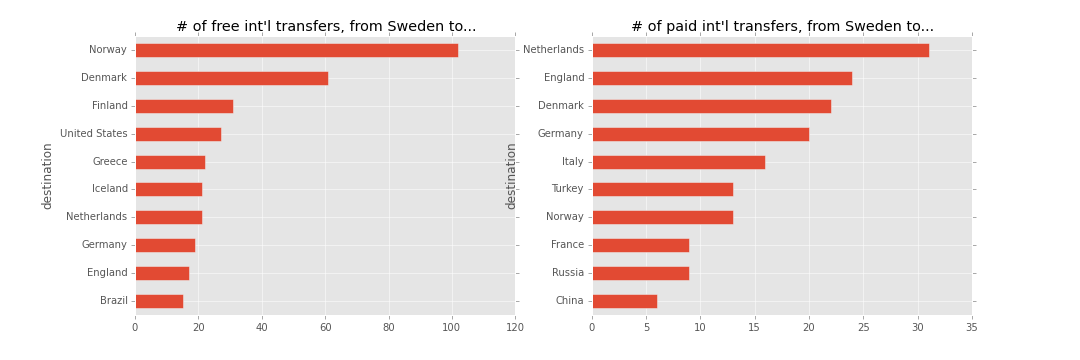 # of free int'l transfers, from Sweden to...
destination
Norway
Denmark
Finland
United States
Greece
Iceland
Netherlands
Germany
England
Brazil
0 20 40 60 80 100 120
# of paid int'l transfers, from Sweden to...
destination
Netherlands
England
Denmark
Germany
Italy
Turkey
Norway
France
Russia
China
0 5 10 15 20 25 30 35